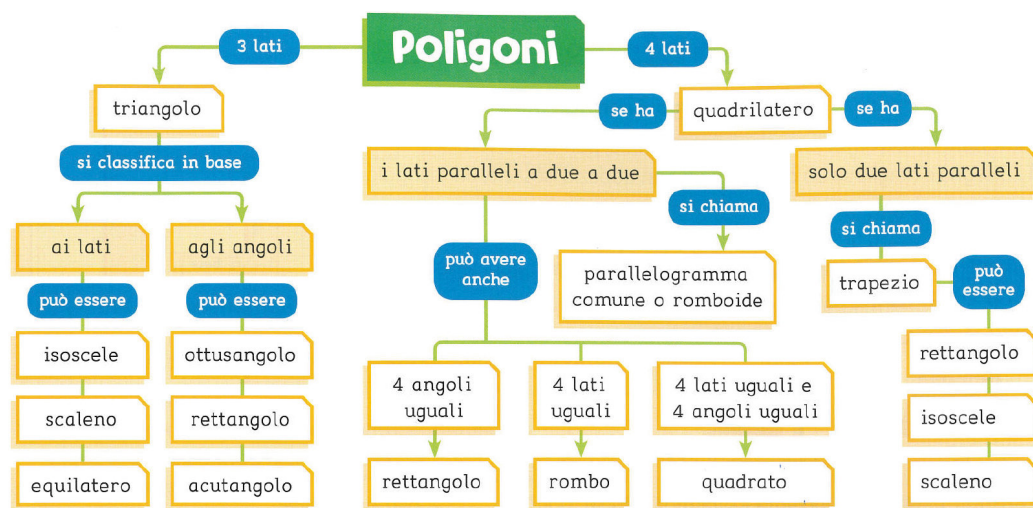 Poligoni
3 lati
4 lati
triangolo
si classifica in base
ai lati
può essere
isoscele
scaleno
equilatero
agli angoli
può essere
ottusangolo
rettangolo
acutangolo
quadrilatero
se ha
i lati paralleli a due a due
si chiama
parallelogramma
comune o romboide
può avere
anche
4 angoli
uguali
rettangolo
4 lati
uguali
rombo
4 lati uguali e
4 angoli uguali
quadrato
se ha
solo due lati paralleli
si chiama
trapezio
può
essere
rettangolo
isoscele
scaleno